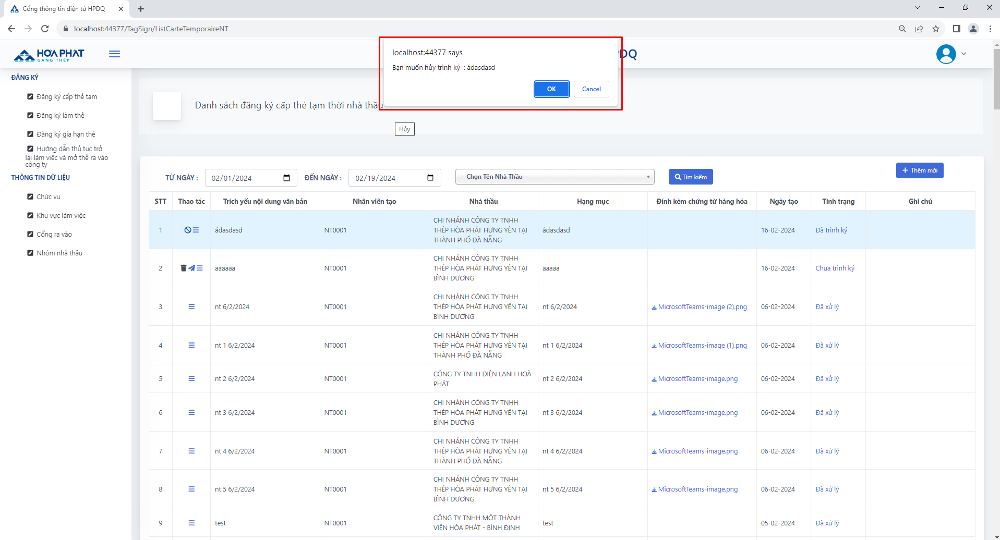 Cổng thông tin điện tử HPDQ
localhost:44377/TagSign/ListCarteTemporaireNT
HÒA PHÁT
GANG THÉP
PDQ
localhost:44377 says
Bạn muốn hủy trình ký : ádasdasd
OK
Cancel
ĐĂNG KÝ
Đăng ký cấp thẻ tạm
Đăng ký làm thẻ
Đăng ký gia hạn thẻ
Hướng dẫn thủ tục trở
lại làm việc và mở thẻ ra vào
công ty
THÔNG TIN DỮ LIỆU
Chức vụ
Khu vực làm việc
Cổng ra vào
Nhóm nhà thầu
Danh sách đăng ký cấp thẻ tạm thời nhà thầu
Hủy
Thêm mới
TỪ NGÀY : 02/01/2024 ĐẾN NGÀY : 02/19/2024 --Chọn Tên Nhà Thầu-- Tìm kiếm
STT Thao tác Trích yếu nội dung văn bản Nhân viên tạo Nhà thầu Hạng mục Đính kèm chứng từ hàng hóa Ngày tạo Tình trạng Ghi chú
1 ádasdasd NT0001 CHI NHÁNH CÔNG TY TNHH
THÉP HÒA PHÁT HƯNG YÊN TẠI
THÀNH PHỐ ĐÀ NẴNG ádasdasd 16-02-2024 Đã trình ký
2 aaaaaa NT0001 CHI NHÁNH CÔNG TY TNHH
THÉP HÒA PHÁT HƯNG YÊN TẠI
BÌNH DƯƠNG aaaaa 16-02-2024 Chưa trình ký
3 nt 6/2/2024 NT0001 CHI NHÁNH CÔNG TY TNHH
THÉP HÒA PHÁT HƯNG YÊN TẠI
BÌNH DƯƠNG nt 6/2/2024 MicrosoftTeams-image (2).png 06-02-2024 Đã xử lý
4 nt 1 6/2/2024 NT0001 CHI NHÁNH CÔNG TY TNHH
THÉP HÒA PHÁT HƯNG YÊN TẠI
THÀNH PHỐ ĐÀ NẴNG nt 1 6/2/2024 MicrosoftTeams-image (1).png 06-02-2024 Đã xử lý
5 nt 2 6/2/2024 NT0001 CÔNG TY TNHH ĐIỆN LẠNH HOÀ
PHÁT nt 2 6/2/2024 MicrosoftTeams-image.png 06-02-2024 Đã xử lý
6 nt 3 6/2/2024 NT0001 CHI NHÁNH CÔNG TY TNHH
THÉP HÒA PHÁT HƯNG YÊN TẠI
BÌNH DƯƠNG nt 3 6/2/2024 MicrosoftTeams-image.png 06-02-2024 Đã xử lý
7 nt 4 6/2/2024 NT0001 CHI NHÁNH CÔNG TY TNHH
THÉP HÒA PHÁT HƯNG YÊN TẠI
THÀNH PHỐ ĐÀ NẴNG nt 4 6/2/2024 MicrosoftTeams-image.png 06-02-2024 Đã xử lý
8 nt 5 6/2/2024 NT0001 CHI NHÁNH CÔNG TY TNHH
THÉP HÒA PHÁT HƯNG YÊN TẠI
BÌNH DƯƠNG nt 5 6/2/2024 MicrosoftTeams-image.png 06-02-2024 Đã xử lý
9 test NT0001 CÔNG TY TNHH MỘT THÀNH
VIÊN HÒA PHÁT - BÌNH ĐỊNH test 05-02-2024 Đã xử lý